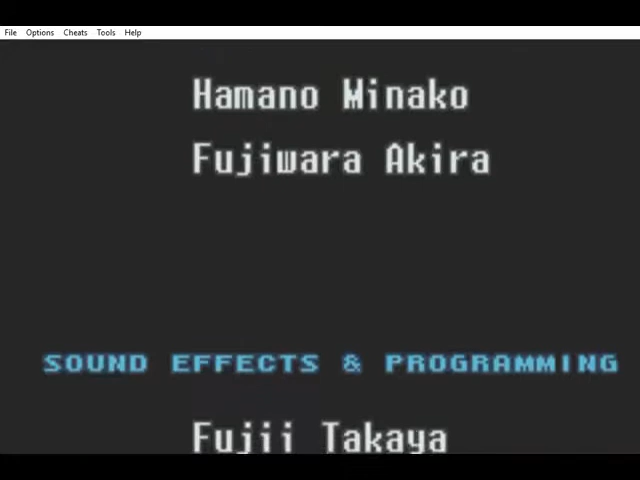 File Options Cheats Tools Help
Hamano Minako
Fujiwara Akira
SOUND EFFECTS & PROGRAMMING
Fujii Takaya